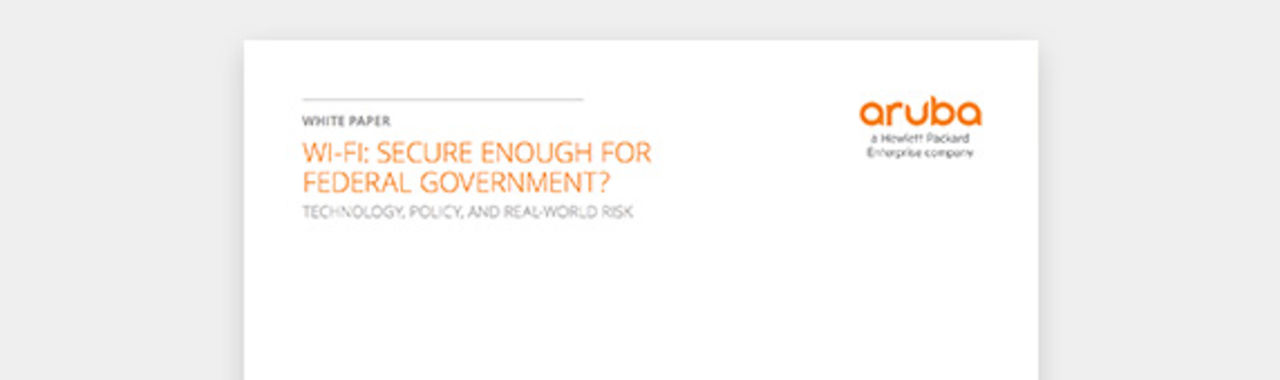 WHITE PAPER
WI-FI: SECURE ENOUGH FOR
FEDERAL GOVERNMENT?
TECHNOLOGY, POLICY, AND REAL-WORLD RISK
aruba
a Hewlett Packard
Enterprise company